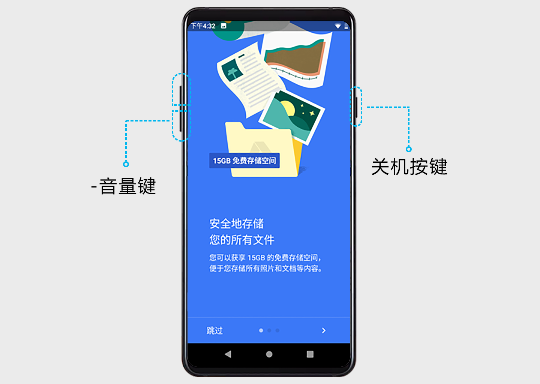 下午4:32
15GB 免费存储空间
-音量键
关机按键
安全地存储
您的所有文件
您可以获享 15GB 的免费存储空间，
便于您存储所有照片和文档等内容。
跳过